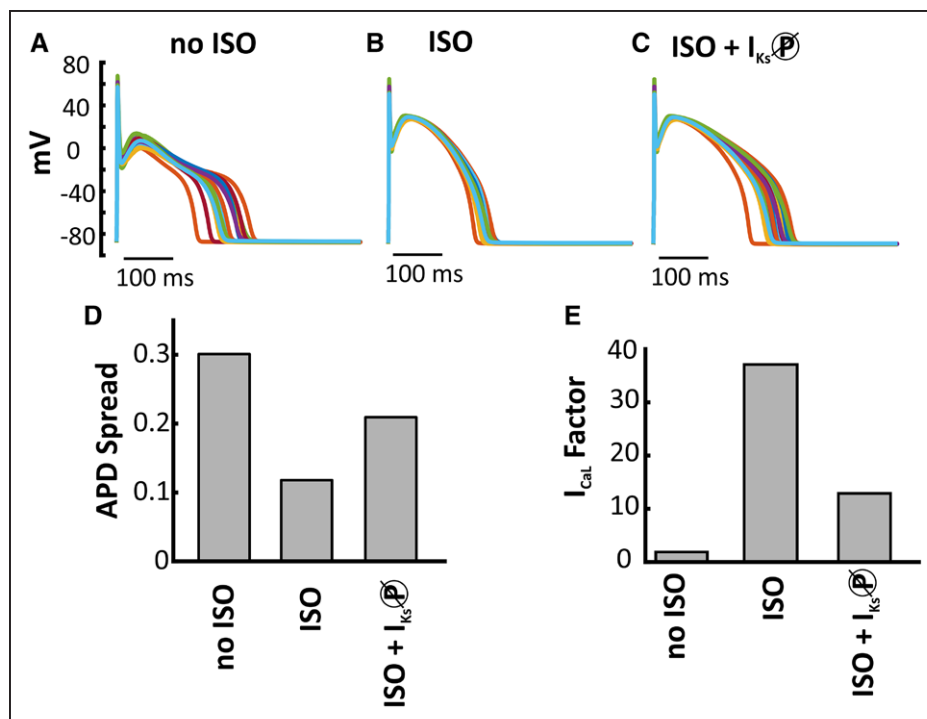 A no ISO
B ISO
C ISO + IKs P
80
40
0
-40
-80
mV
100 ms
100 ms
100 ms
D
0.3
0.2
0.1
0
APD Spread
no ISO
ISO
ISO + IKs P
E
40
30
20
10
0
ICaL Factor
no ISO
ISO
ISO + IKs P